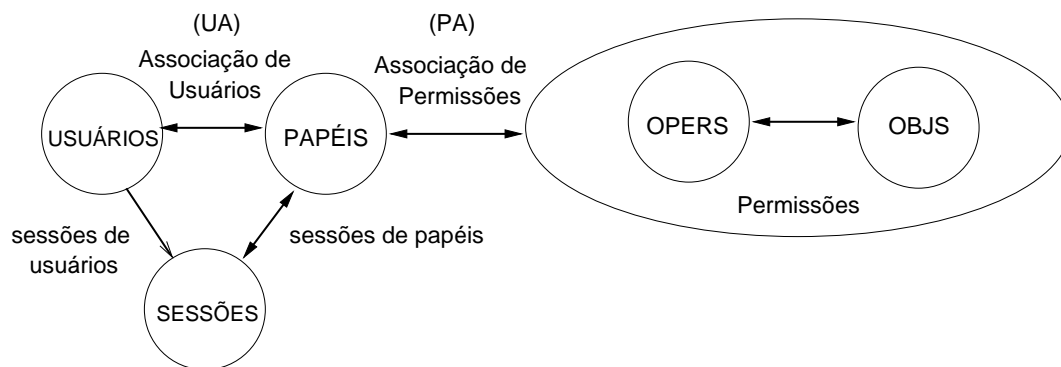 (UA)
(PA)
Associação de
Usuários
Associação de
Permissões
USUÁRIOS
PAPÉIS
OPERS
OBJS
Permissões
sessões de
usuários
sessões de papéis
SESSÕES